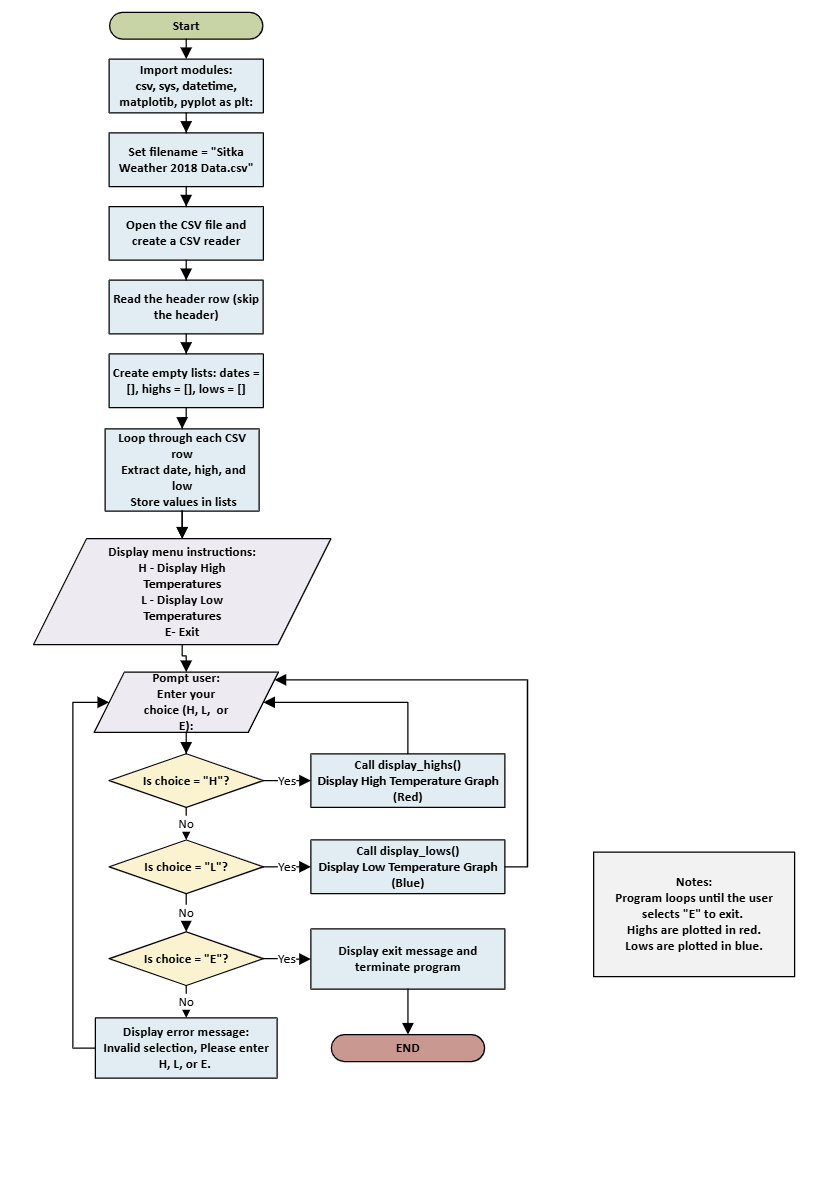 Start
Import modules:
csv, sys, datetime,
matplotib, pyplot as plt:
Set filename = "Sitka
Weather 2018 Data.csv"
Open the CSV file and
create a CSV reader
Read the header row (skip
the header)
Create empty lists: dates =
[], highs = [], lows = []
Loop through each CSV
row
Extract date, high, and
low
Store values in lists
Display menu instructions:
H - Display High
Temperatures
L - Display Low
Temperatures
E- Exit
Pompt user:
Enter your
choice (H, L, or
E):
Is choice = "H"?
Yes
Call display_highs()
Display High Temperature Graph
(Red)
No
Is choice = "L"?
Yes
Call display_lows()
Display Low Temperature Graph
(Blue)
No
Is choice = "E"?
Yes
Display exit message and
terminate program
No
Display error message:
Invalid selection, Please enter
H, L, or E.
END
Notes:
Program loops until the user
selects "E" to exit.
Highs are plotted in red.
Lows are plotted in blue.